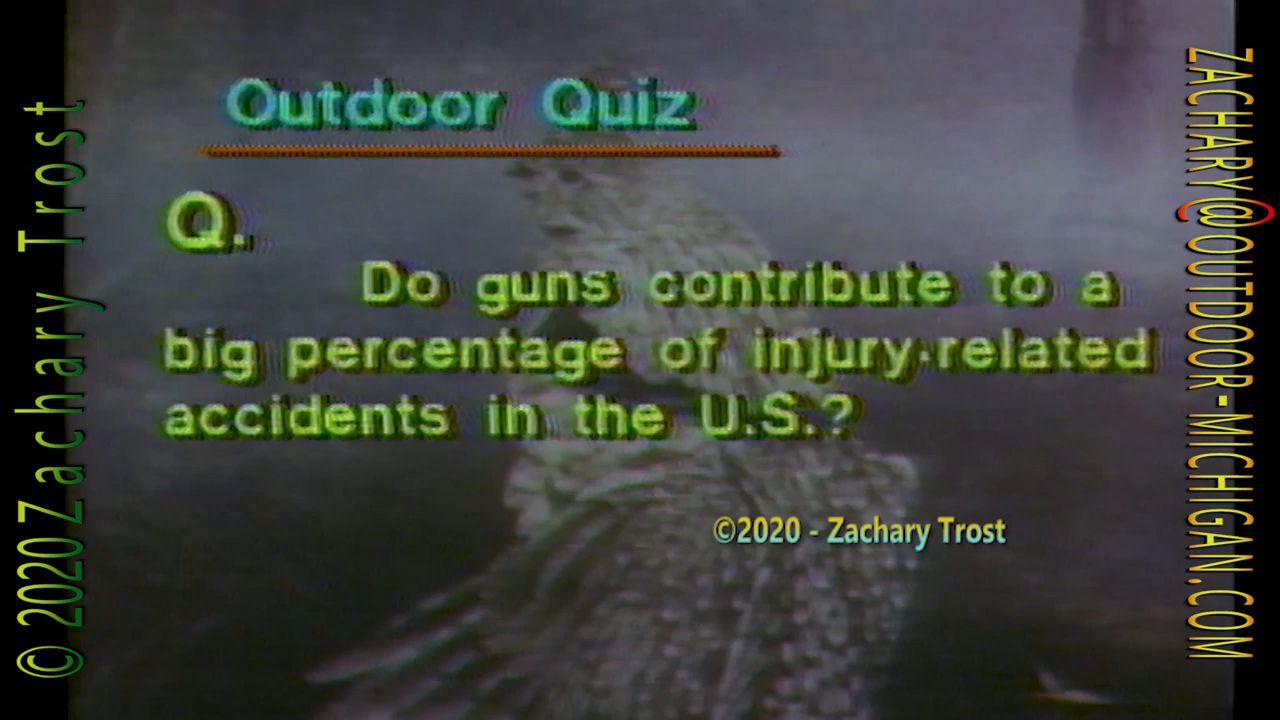 Outdoor Quiz
Q.
Do guns contribute to a
big percentage of injury-related
accidents in the U.S.?
©2020 - Zachary Trost
© 2020 Zachary Trost
ZACHARY@OUTDOOR-MICHIGAN.COM